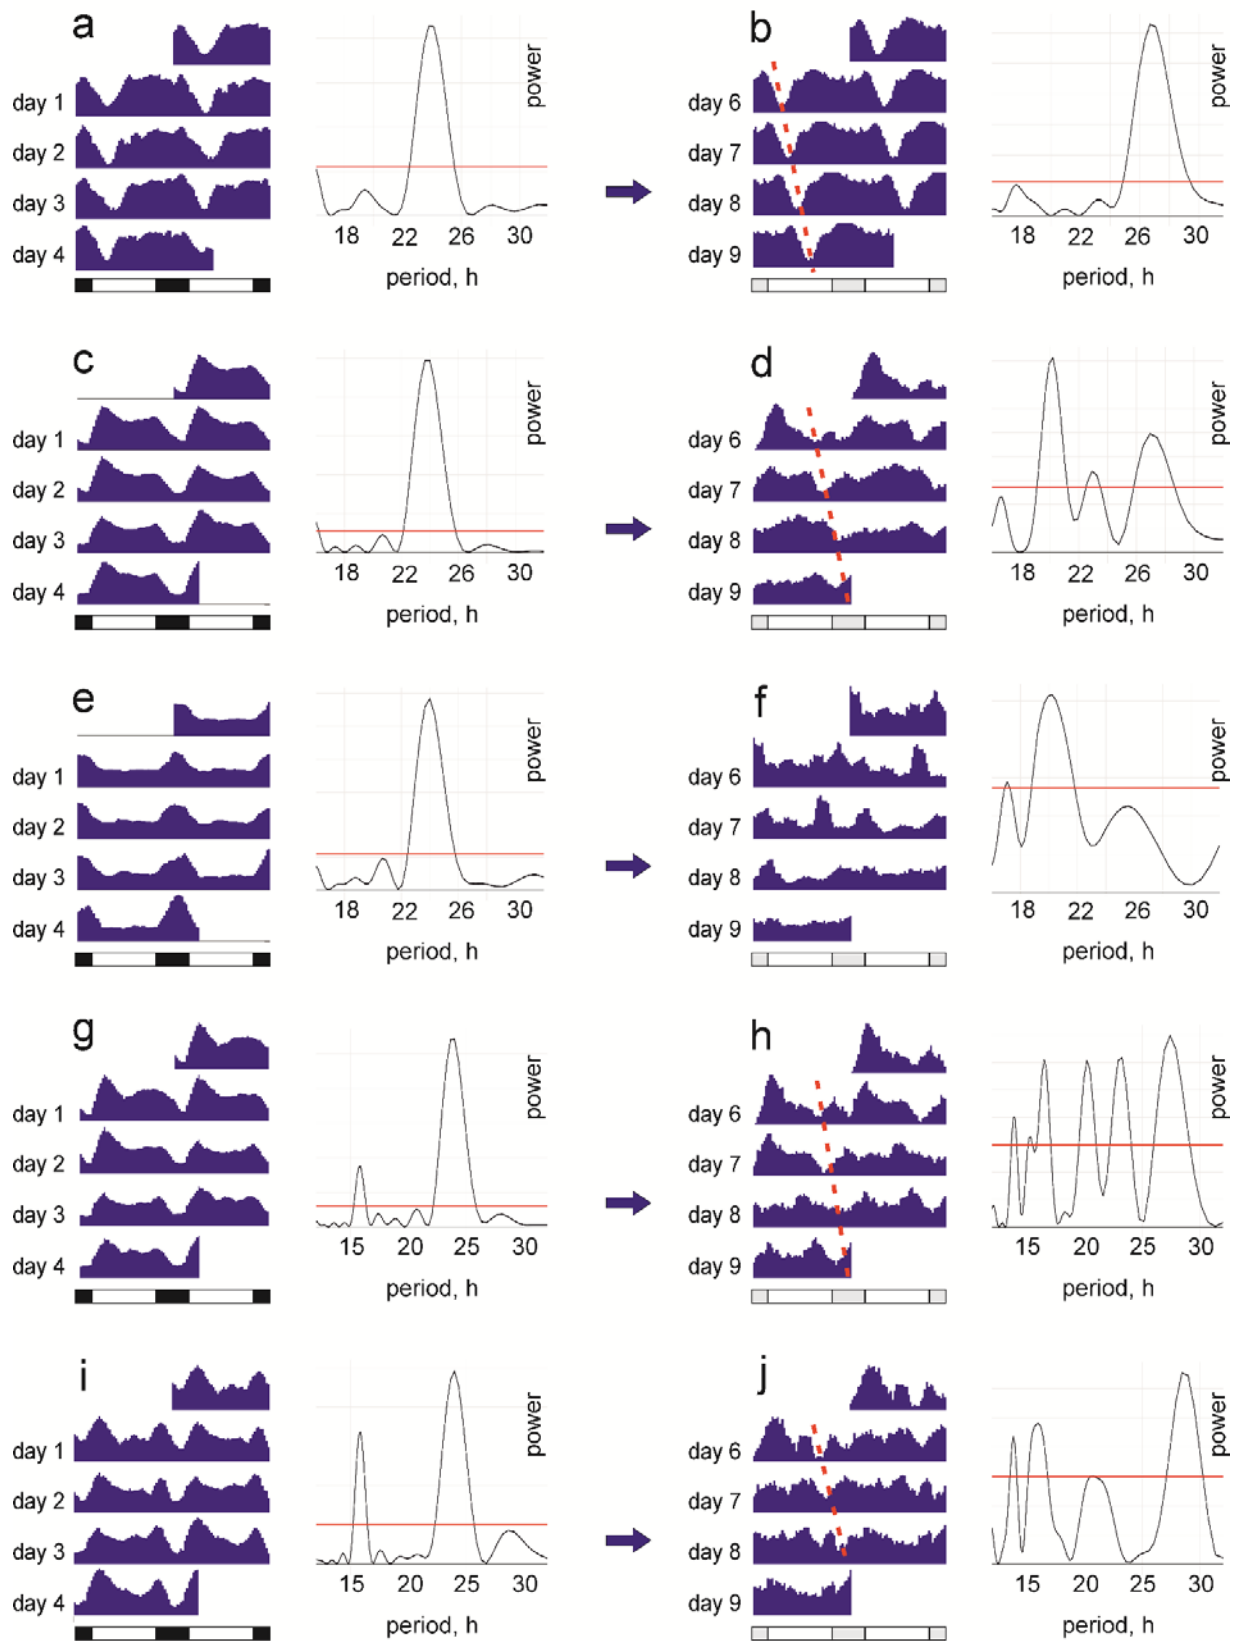 a
day 1
day 2
day 3
day 4
power
18 22 26 30
period, h
b
day 6
day 7
day 8
day 9
power
18 22 26 30
period, h
c
day 1
day 2
day 3
day 4
power
18 22 26 30
period, h
d
day 6
day 7
day 8
day 9
power
18 22 26 30
period, h
e
day 1
day 2
day 3
day 4
power
18 22 26 30
period, h
f
day 6
day 7
day 8
day 9
power
18 22 26 30
period, h
g
day 1
day 2
day 3
day 4
power
15 20 25 30
period, h
h
day 6
day 7
day 8
day 9
power
15 20 25 30
period, h
i
day 1
day 2
day 3
day 4
power
15 20 25 30
period, h
j
day 6
day 7
day 8
day 9
power
15 20 25 30
period, h